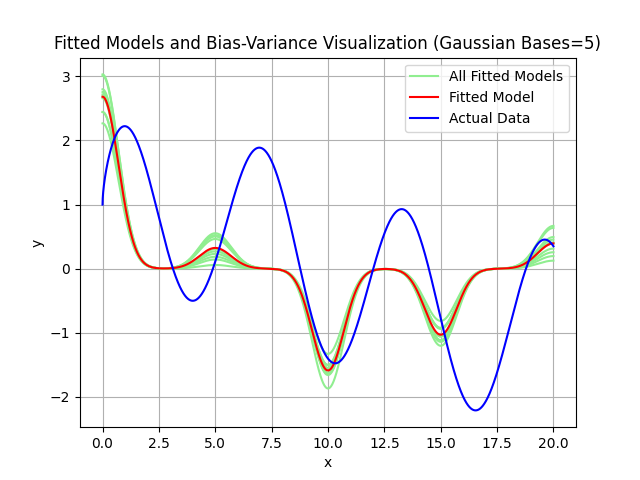 Fitted Models and Bias-Variance Visualization (Gaussian Bases=5)
All Fitted Models
Fitted Model
Actual Data
3
2
1
0
−1
−2
y
0.0 2.5 5.0 7.5 10.0 12.5 15.0 17.5 20.0
x